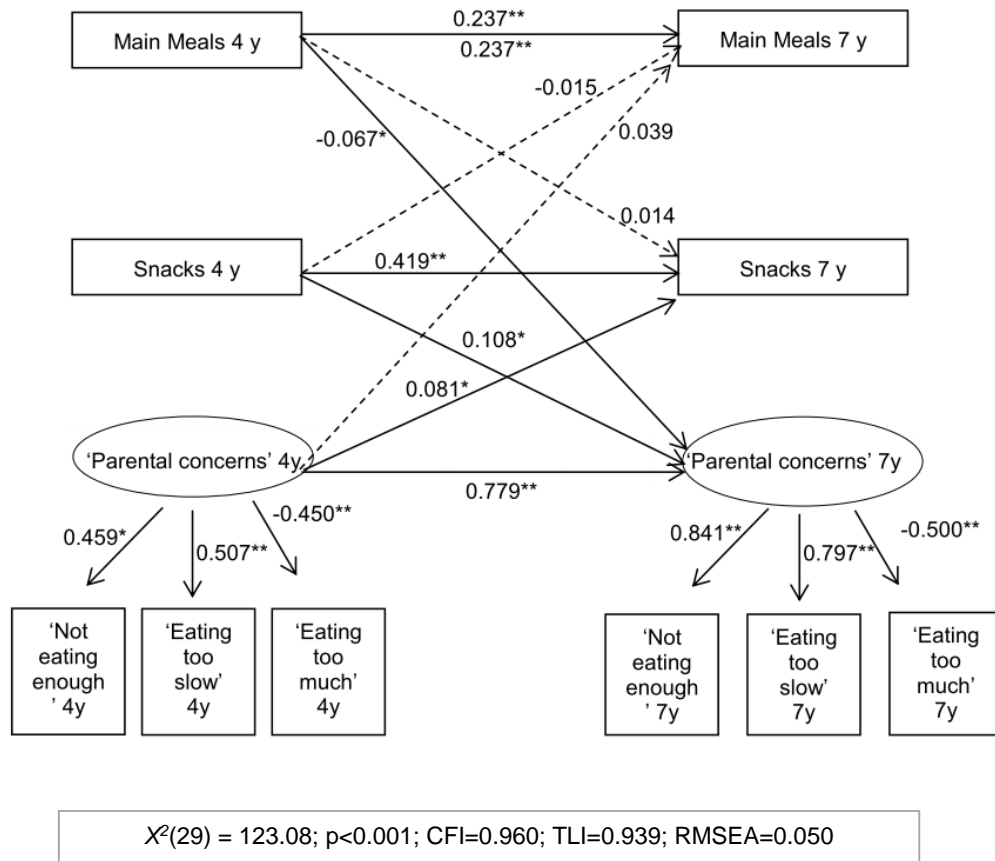 0.237**
Main Meals 4 y
Main Meals 7 y
0.237**
-0.015
-0.067*
0.039
0.014
Snacks 4 y
0.419**
Snacks 7 y
0.108*
0.081*
‘Parental concerns’ 4y
‘Parental concerns’ 7y
0.779**
0.459*
0.507**
-0.450**
0.841**
0.797**
-0.500**
‘Not
eating
enough
’ 4y
‘Eating
too
slow’
4y
‘Eating
too
much’
4y
‘Not
eating
enough
’ 7y
‘Eating
too
slow’
7y
‘Eating
too
much’
7y
X²(29) = 123.08; p<0.001; CFI=0.960; TLI=0.939; RMSEA=0.050